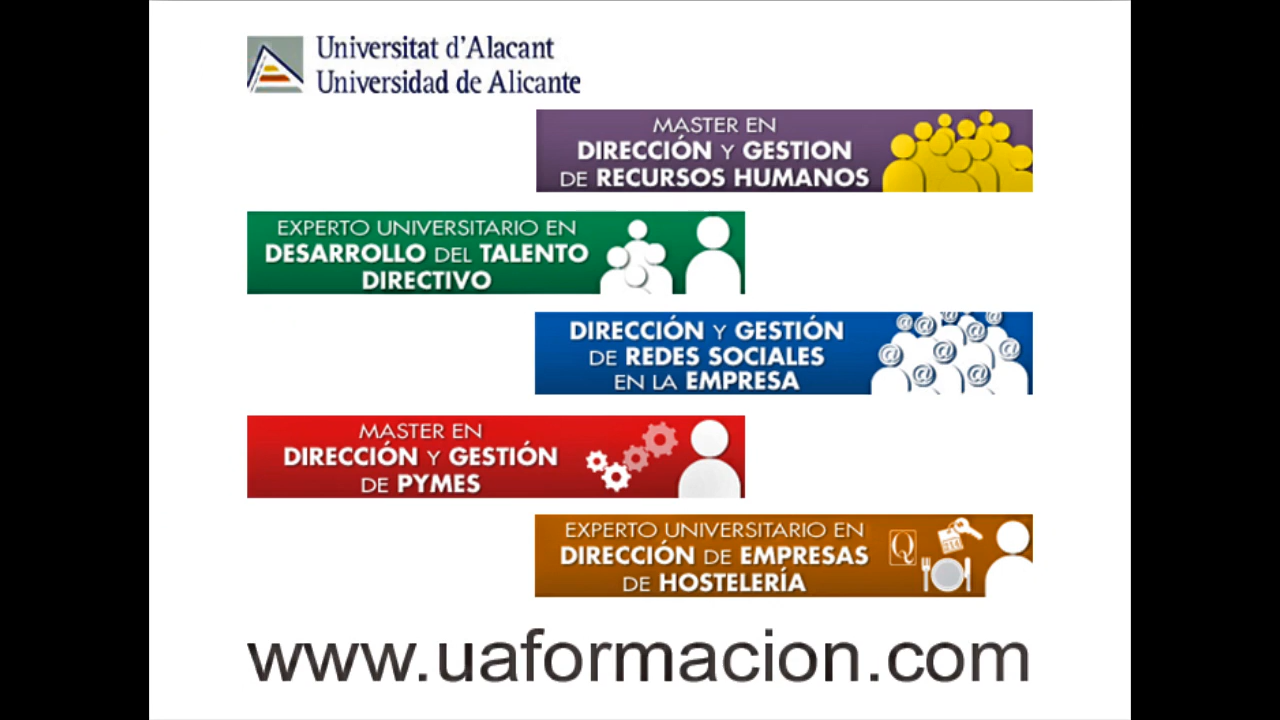 Universitat d'Alacant
Universidad de Alicante
MASTER EN
DIRECCIÓN Y GESTION
DE RECURSOS HUMANOS
EXPERTO UNIVERSITARIO EN
DESARROLLO DEL TALENTO
DIRECTIVO
DIRECCIÓN Y GESTIÓN
DE REDES SOCIALES
EN LA EMPRESA
@ @ @ @ @ @ @ @ @
MASTER EN
DIRECCIÓN Y GESTIÓN
DE PYMES
EXPERTO UNIVERSITARIO EN
DIRECCIÓN DE EMPRESAS
DE HOSTELERÍA
Q
www.uaformacion.com